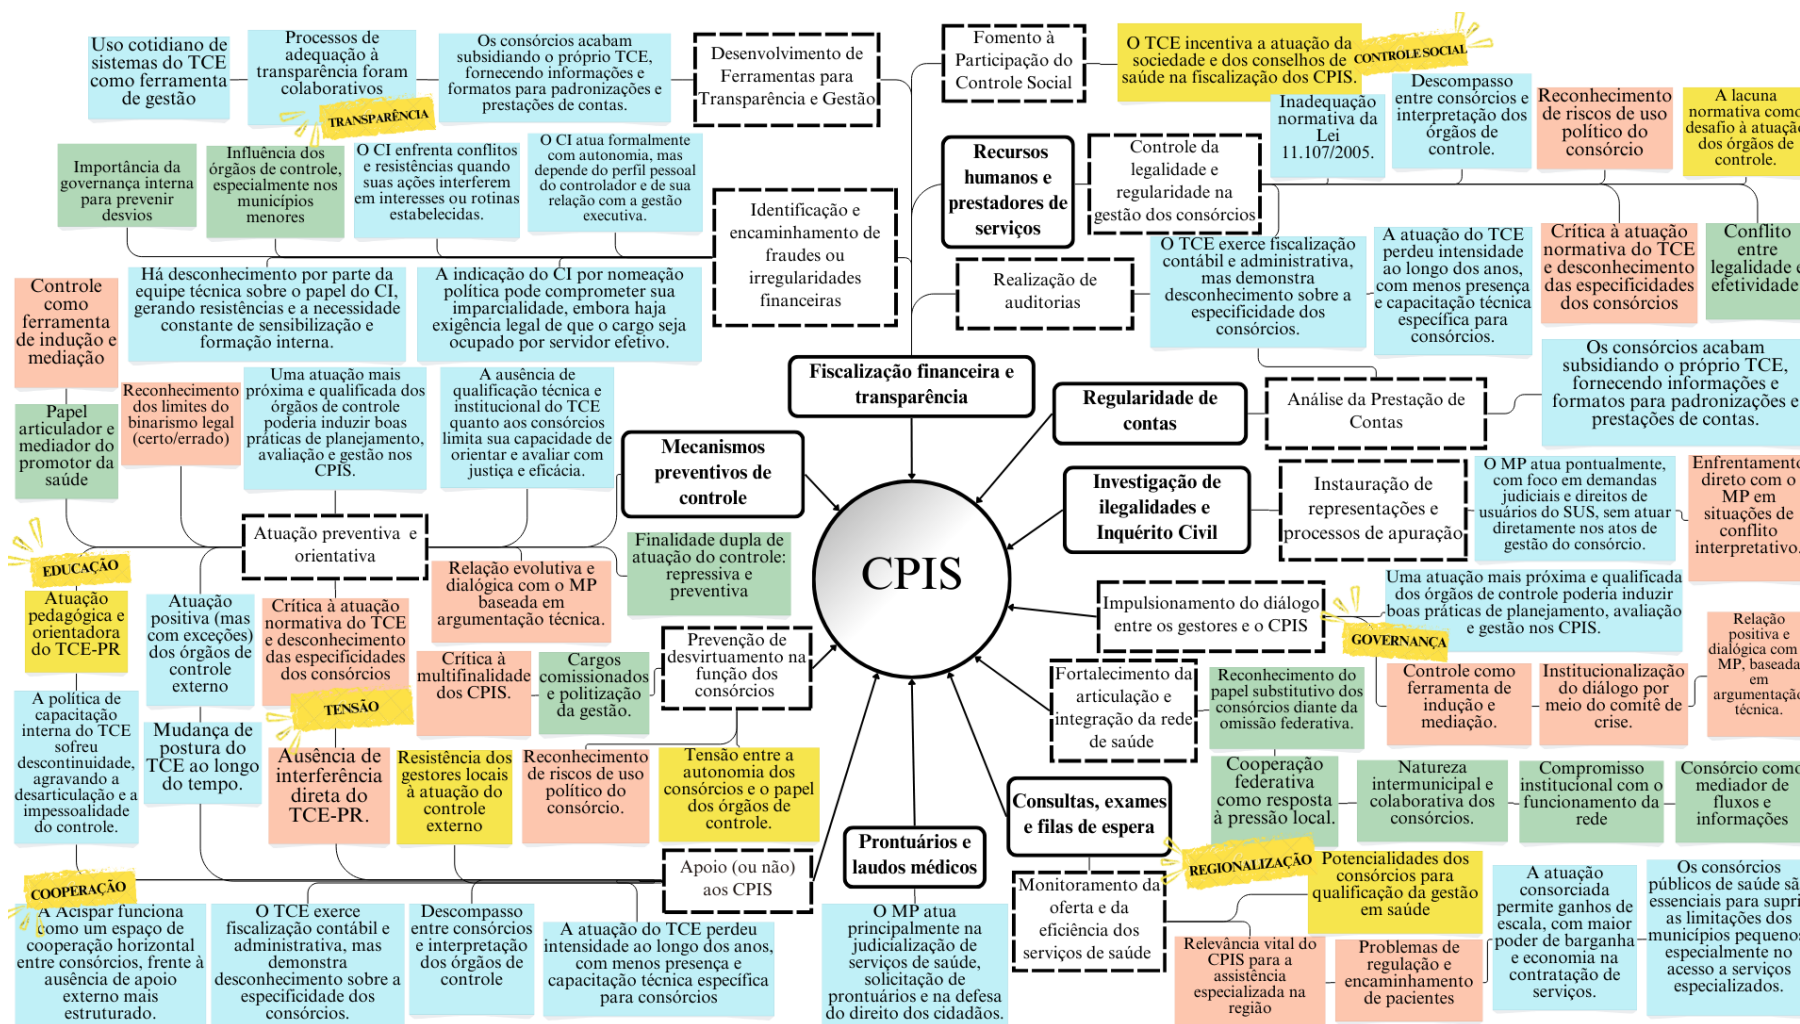 Uso cotidiano de
sistemas do TCE
como ferramenta
de gestão
Processos de
adequação à
transparência foram
colaborativos
TRANSPARÊNCIA
Os consórcios acabam
subsidiando o próprio TCE,
fornecendo informações e
formatos para padronizações e
prestações de contas.
Desenvolvimento de
Ferramentas para
Transparência e Gestão
Fomento à
Participação do
Controle Social
O TCE incentiva a atuação da
sociedade e dos conselhos de
saúde na fiscalização dos CPIS.
CONTROLE SOCIAL
Importância da
governança interna
para prevenir
desvios
Influência dos
órgãos de controle,
especialmente nos
municípios
menores
O CI enfrenta conflitos
e resistências quando
suas ações interferem
em interesses ou rotinas
estabelecidas.
O CI atua formalmente
com autonomia, mas
depende do perfil pessoal
do controlador e de sua
relação com a gestão
executiva.
Identificação e
encaminhamento de
fraudes ou
irregularidades
financeiras
Recursos
humanos e
prestadores de
serviços
Controle da
legalidade e
regularidade na
gestão dos consórcios
Inadequação
normativa da
Lei
11.107/2005.
Descompasso
entre consórcios e
interpretação dos
órgãos de
controle.
Reconhecimento
de riscos de uso
político do
consórcio
A lacuna
normativa como
desafio à atuação
dos órgãos de
controle.
Controle
como
ferramenta
de indução e
mediação
Há desconhecimento por parte da
equipe técnica sobre o papel do CI,
gerando resistências e a necessidade
constante de sensibilização e
formação interna.
A indicação do CI por nomeação
política pode comprometer sua
imparcialidade, embora haja
exigência legal de que o cargo seja
ocupado por servidor efetivo.
Realização de
auditorias
O TCE exerce fiscalização
contábil e administrativa,
mas demonstra
desconhecimento sobre a
especificidade dos
consórcios.
A atuação do TCE
perdeu intensidade
ao longo dos anos,
com menos presença
e capacitação técnica
específica para
consórcios.
Crítica à atuação
normativa do TCE
e desconhecimento
das especificidades
dos consórcios
Conflito
entre
legalidade e
efetividade
Papel
articulador e
mediador do
promotor da
saúde
Reconhecimento
dos limites do
binarismo legal
(certo/errado)
Uma atuação mais
próxima e qualificada dos
órgãos de controle
poderia induzir boas
práticas de planejamento,
avaliação e gestão nos
CPIS.
A ausência de
qualificação técnica e
institucional do TCE
quanto aos consórcios
limita sua capacidade de
orientar e avaliar com
justiça e eficácia.
Fiscalização financeira e
transparência
Mecanismos
preventivos de
controle
Regularidade de
contas
Análise da Prestação de
Contas
Os consórcios acabam
subsidiando o próprio TCE,
fornecendo informações e
formatos para padronizações e
prestações de contas.
Investigação de
ilegalidades e
Inquérito Civil
Instauração de
representações e
processos de apuração
O MP atua pontualmente,
com foco em demandas
judiciais e direitos de
usuários do SUS, sem atuar
diretamente nos atos de
gestão do consórcio.
Enfrentamento
direto com o
MP em
situações de
conflito
interpretativo.
Atuação preventiva e
orientativa
EDUCAÇÃO
Atuação
pedagógica e
orientadora
do TCE-PR
Atuação
positiva (mas
com exceções)
dos órgãos de
controle
externo
Crítica à atuação
normativa do TCE
e desconhecimento
das especificidades
dos consórcios
TENSÃO
Relação evolutiva e
dialógica com o MP
baseada em
argumentação técnica.
Finalidade dupla de
atuação do controle:
repressiva e
preventiva
CPIS
Impulsionamento do diálogo
entre os gestores e o CPIS
Uma atuação mais próxima e qualificada
dos órgãos de controle poderia induzir
boas práticas de planejamento, avaliação
e gestão nos CPIS.
GOVERNANÇA
Relação
positiva e
dialógica com
MP, baseada
em
argumentação
técnica.
Crítica à
multifinalidade
dos CPIS.
Cargos
comissionados
e politização
da gestão.
Prevenção de
desvirtuamento na
função dos
consórcios
Fortalecimento da
articulação e
integração da rede
de saúde
Reconhecimento do
papel substitutivo dos
consórcios diante da
omissão federativa.
Controle como
ferramenta de
indução e
mediação.
Institucionalização
do diálogo por
meio do comitê de
crise.
A política de
capacitação
interna do TCE
sofreu
descontinuidade,
agravando a
desarticulação e a
impessoalidade
do controle.
Mudança de
postura do
TCE ao longo
do tempo.
Ausência de
interferência
direta do
TCE-PR.
Resistência dos
gestores locais
à atuação do
controle
externo
Reconhecimento
de riscos de uso
político do
consórcio.
Tensão entre a
autonomia dos
consórcios e o papel
dos órgãos de
controle.
Cooperação
federativa
como resposta
à pressão local.
Natureza
intermunicipal e
colaborativa dos
consórcios.
Compromisso
institucional com o
funcionamento da
rede
Consórcio como
mediador de
fluxos e
informações
Consultas, exames
e filas de espera
Prontuários e
laudos médicos
Apoio (ou não)
aos CPIS
COOPERAÇÃO
A Acispar funciona
como um espaço de
cooperação horizontal
entre consórcios, frente à
ausência de apoio
externo mais
estruturado.
O TCE exerce
fiscalização contábil e
administrativa, mas
demonstra
desconhecimento sobre a
especificidade dos
consórcios.
Descompasso
entre consórcios
e interpretação
dos órgãos de
controle
A atuação do TCE perdeu
intensidade ao longo dos anos,
com menos presença e
capacitação técnica específica
para consórcios
O MP atua
principalmente na
judicialização de
serviços de saúde,
solicitação de
prontuários e na defesa
do direito dos cidadãos.
Monitoramento da
oferta e da
eficiência dos
serviços de saúde
REGIONALIZAÇÃO
Potencialidades dos
consórcios para
qualificação da gestão
em saúde
Relevância vital do
CPIS para a
assistência
especializada na
região
Problemas de
regulação e
encaminhamento
de pacientes
A atuação
consorciada
permite ganhos de
escala, com maior
poder de barganha
e economia na
contratação de
serviços.
Os consórcios
públicos de saúde são
essenciais para suprir
as limitações dos
municípios pequenos,
especialmente no
acesso a serviços
especializados.